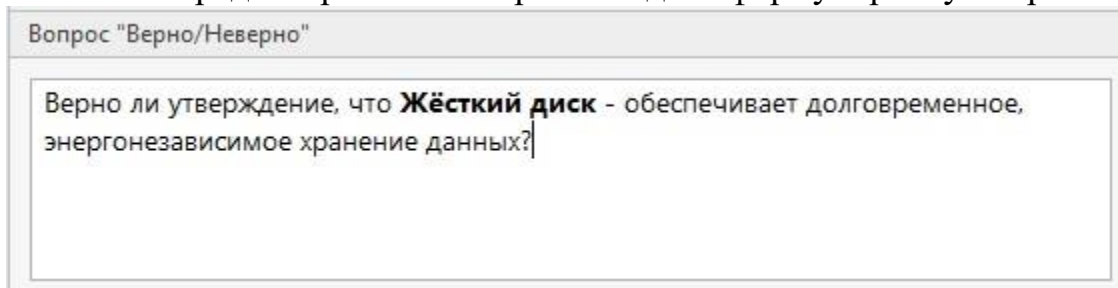 Вопрос "Верно/Неверно"
Верно ли утверждение, что Жёсткий диск - обеспечивает долговременное,
энергонезависимое хранение данных?